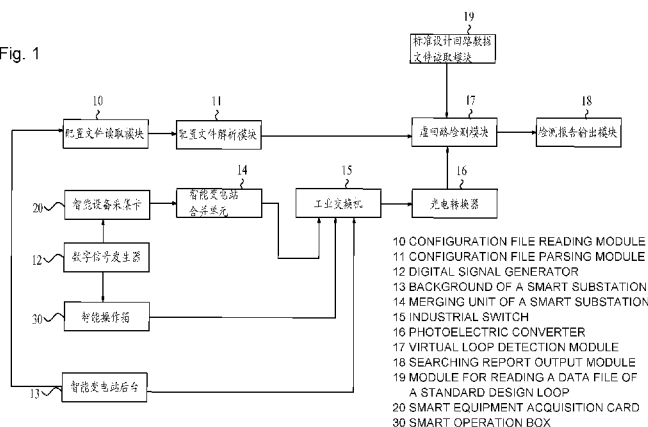 Fig. 1
19
标准设计回路数据
文件读取模块
10
配置文件读取模块
11
配置文件解析模块
17
虚回路检测模块
18
检测报告输出模块
20
智能设备采集卡
14
智能变电站
合并单元
15
工业交换机
16
光电转换器
12
数字信号发生器
30
智能操作箱
13
智能变电站后台
10 CONFIGURATION FILE READING MODULE
11 CONFIGURATION FILE PARSING MODULE
12 DIGITAL SIGNAL GENERATOR
13 BACKGROUND OF A SMART SUBSTATION
14 MERGING UNIT OF A SMART SUBSTATION
15 INDUSTRIAL SWITCH
16 PHOTOELECTRIC CONVERTER
17 VIRTUAL LOOP DETECTION MODULE
18 SEARCHING REPORT OUTPUT MODULE
19 MODULE FOR READING A DATA FILE OF
A STANDARD DESIGN LOOP
20 SMART EQUIPMENT ACQUISITION CARD
30 SMART OPERATION BOX